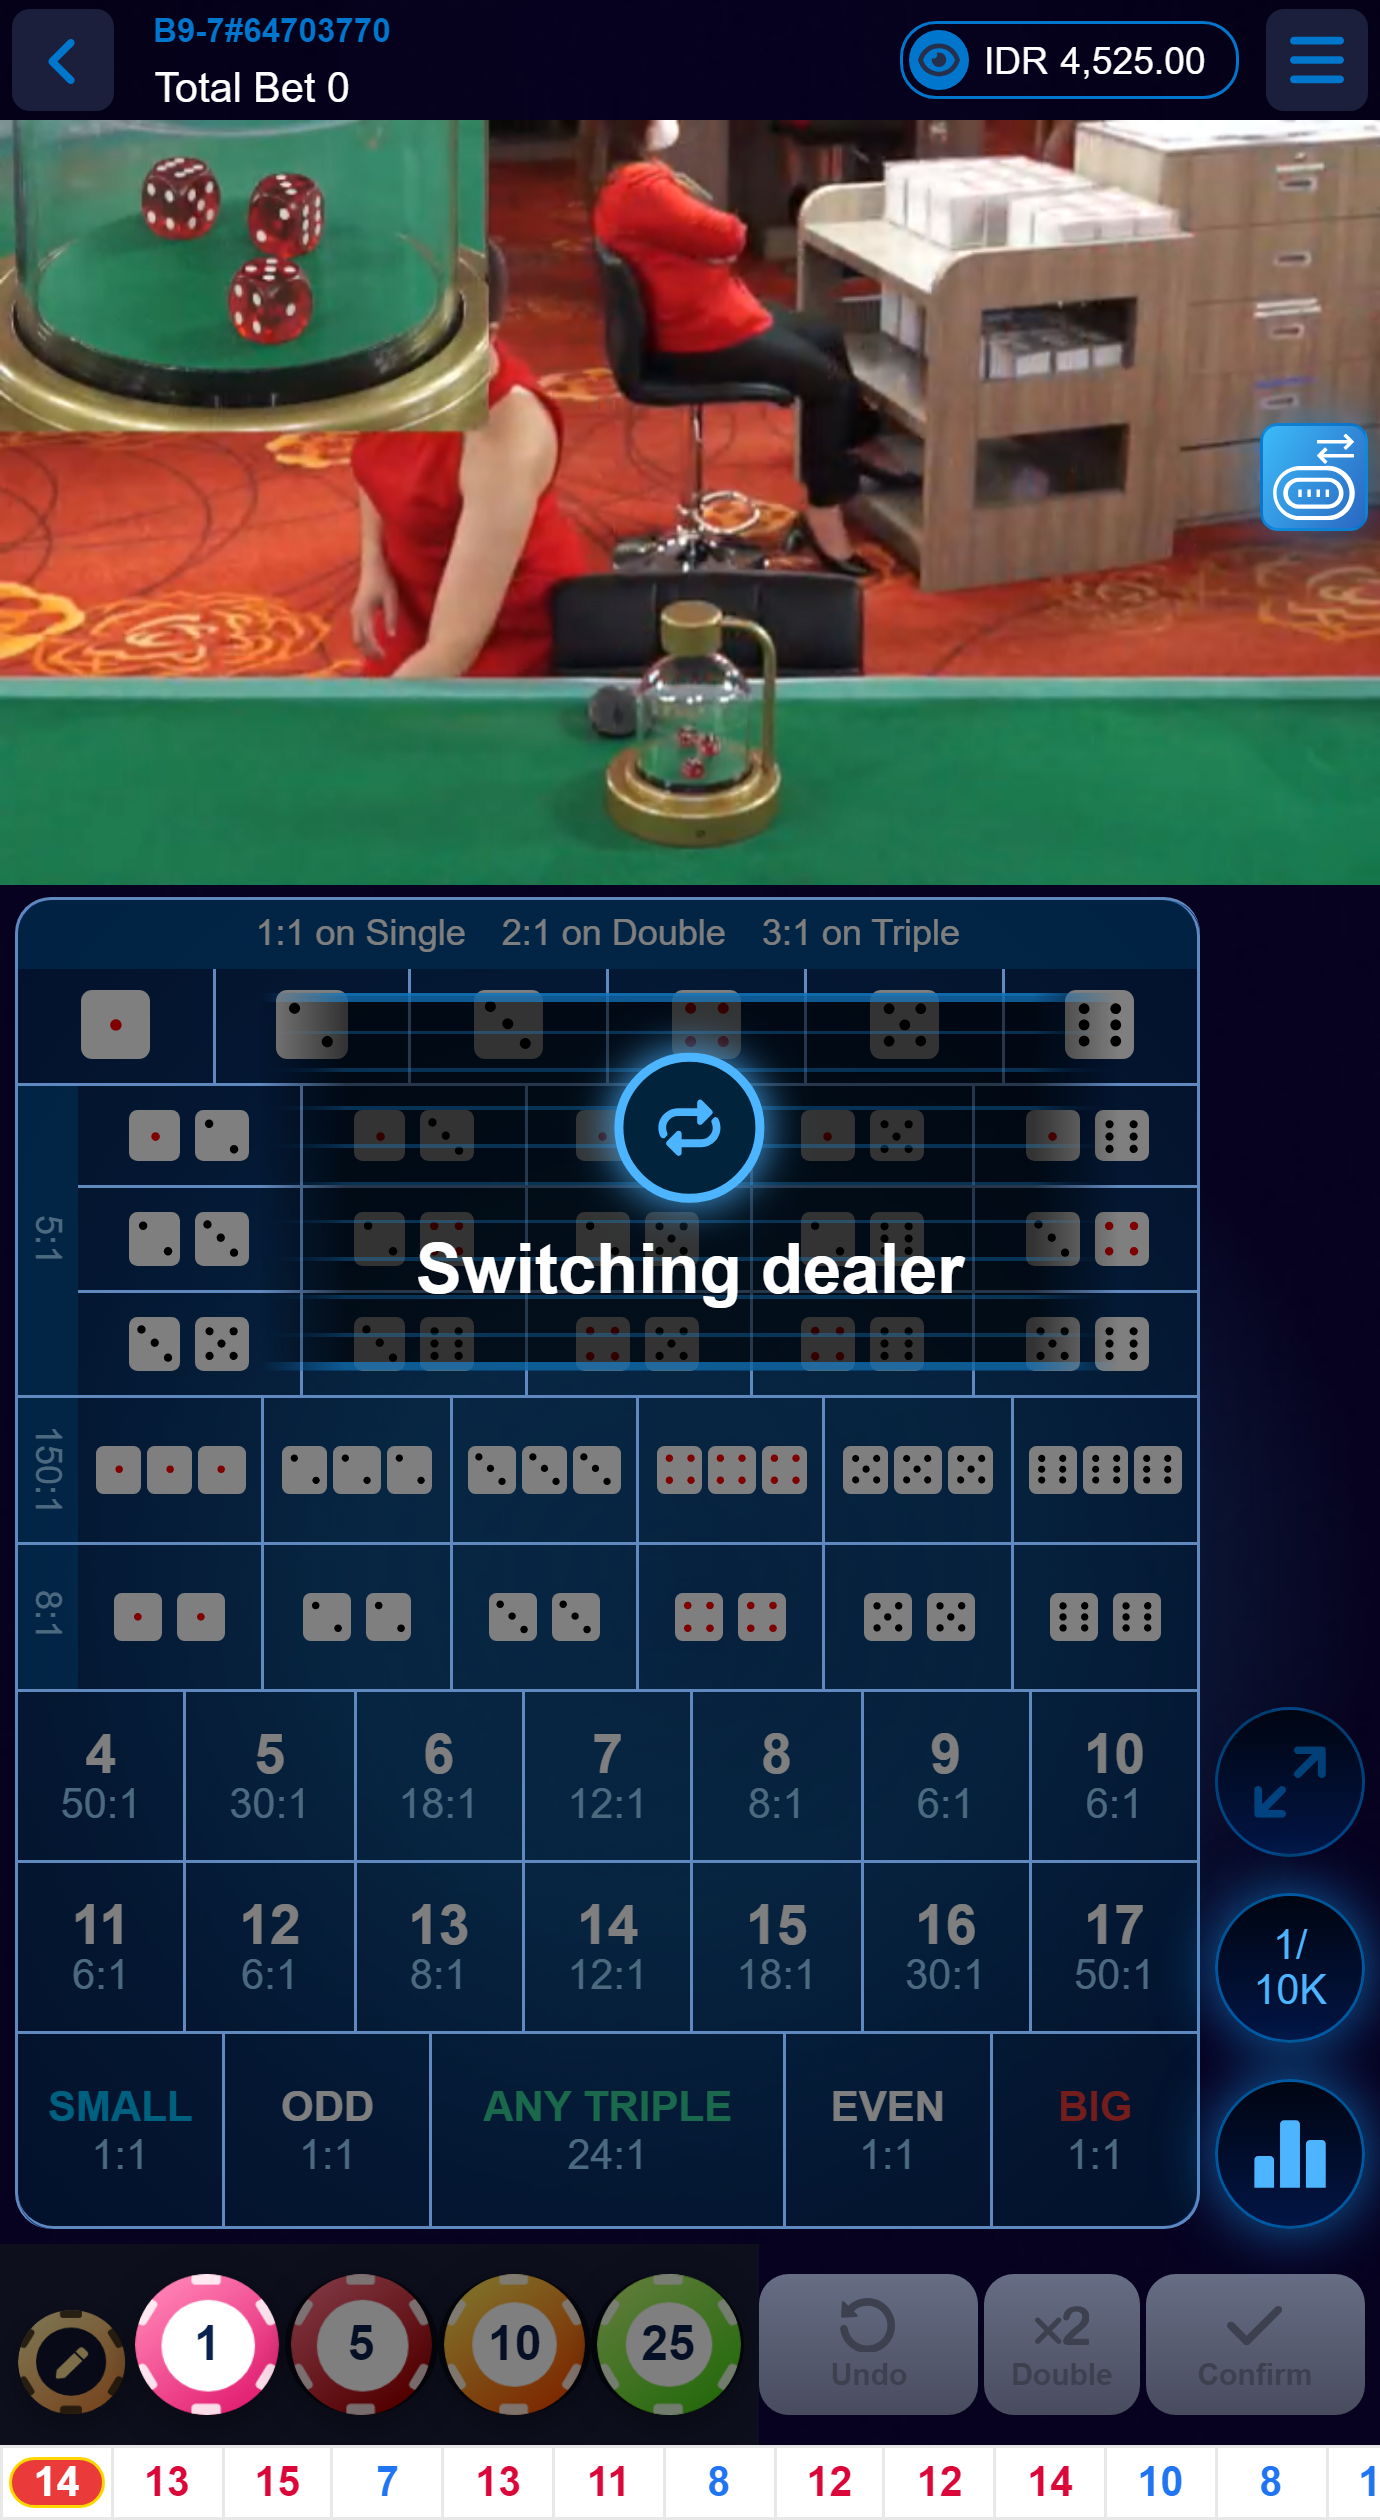 B9-7#64703770
Total Bet 0
IDR 4,525.00
1:1 on Single 2:1 on Double 3:1 on Triple
5:1
Switching dealer
150:1
8:1
4 5 6 7 8 9 10
50:1 30:1 18:1 12:1 8:1 6:1 6:1
11 12 13 14 15 16 17
6:1 6:1 8:1 12:1 18:1 30:1 50:1
1/
10K
SMALL ODD ANY TRIPLE EVEN BIG
1:1 1:1 24:1 1:1 1:1
1 5 10 25
x2
Undo Double Confirm
14 13 15 7 13 11 8 12 12 14 10 8